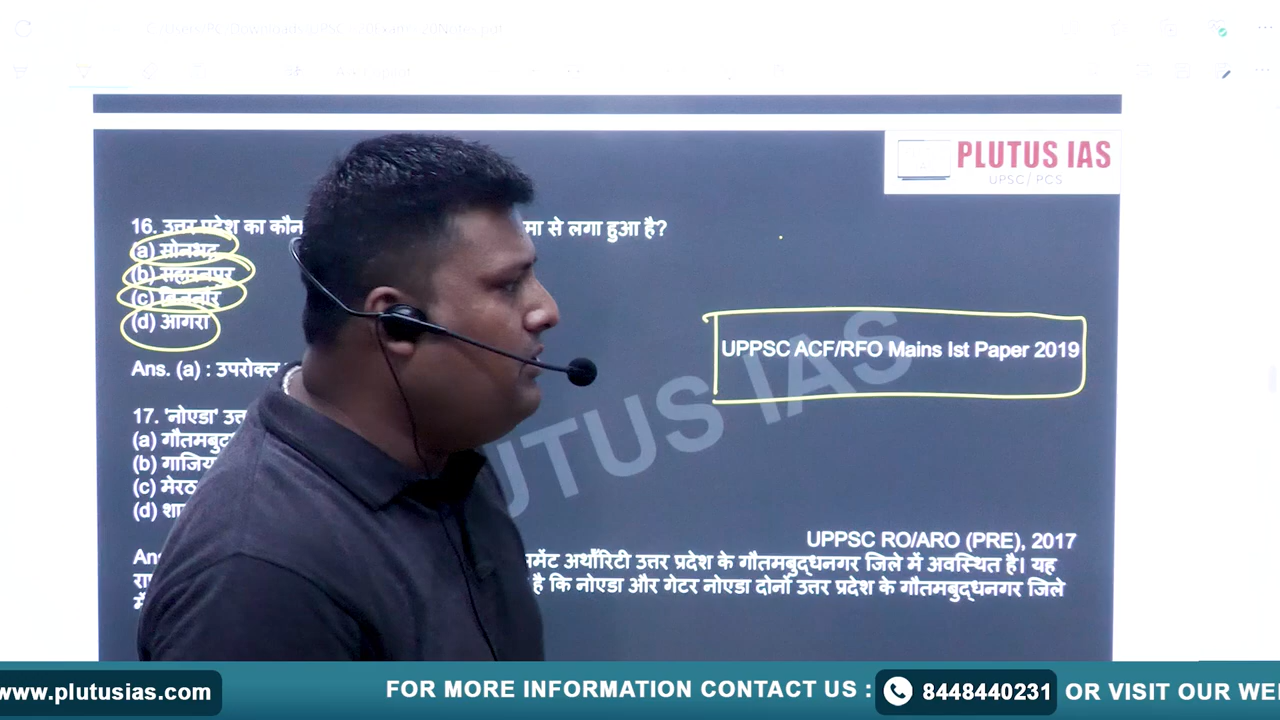 PLUTUS IAS
UPSC/ PCS
16. उत्तर प्रदेश का कौन मा से लगा हुआ है?
(a) सोनभद्र
(b) सहारनपुर
(c) बिजनौर
(d) आगरा
UPPSC ACF/RFO Mains Ist Paper 2019
Ans. (a) : उपरोक्त
17. 'नोएडा' उत्त
(a) गौतमबुद्
(b) गाजिय
(c) मेरठ
(d) शा
UPPSC RO/ARO (PRE), 2017
पमेंट अर्थॉरिटी उत्तर प्रदेश के गौतमबुद्धनगर जिले में अवस्थित है। यह
है कि नोएडा और गेटर नोएडा दोनों उत्तर प्रदेश के गौतमबुद्धनगर जिले
UTUS IAS
www.plutusias.com FOR MORE INFORMATION CONTACT US : 8448440231 OR VISIT OUR WE